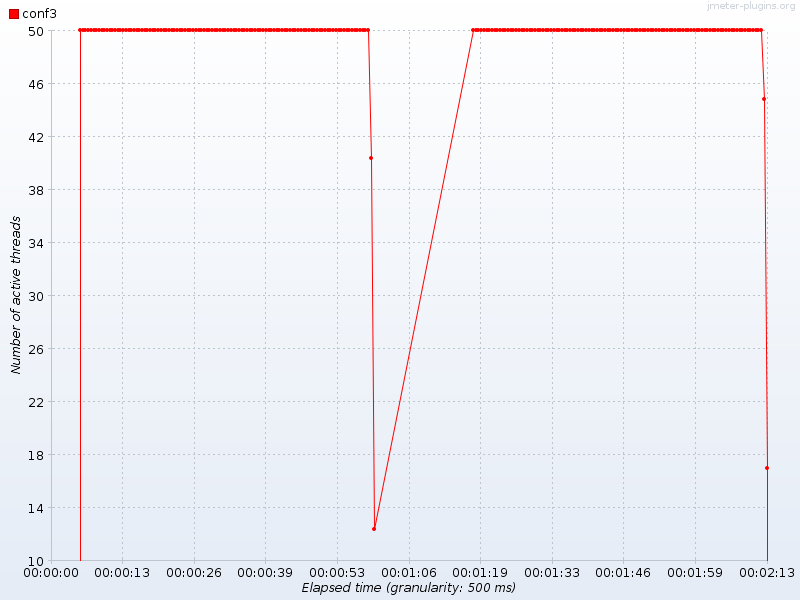 conf3
jmeter-plugins.org
50
46
42
38
34
30
26
22
18
14
10
Number of active threads
00:00:00 00:00:13 00:00:26 00:00:39 00:00:53 00:01:06 00:01:19 00:01:33 00:01:46 00:01:59 00:02:13
Elapsed time (granularity: 500 ms)